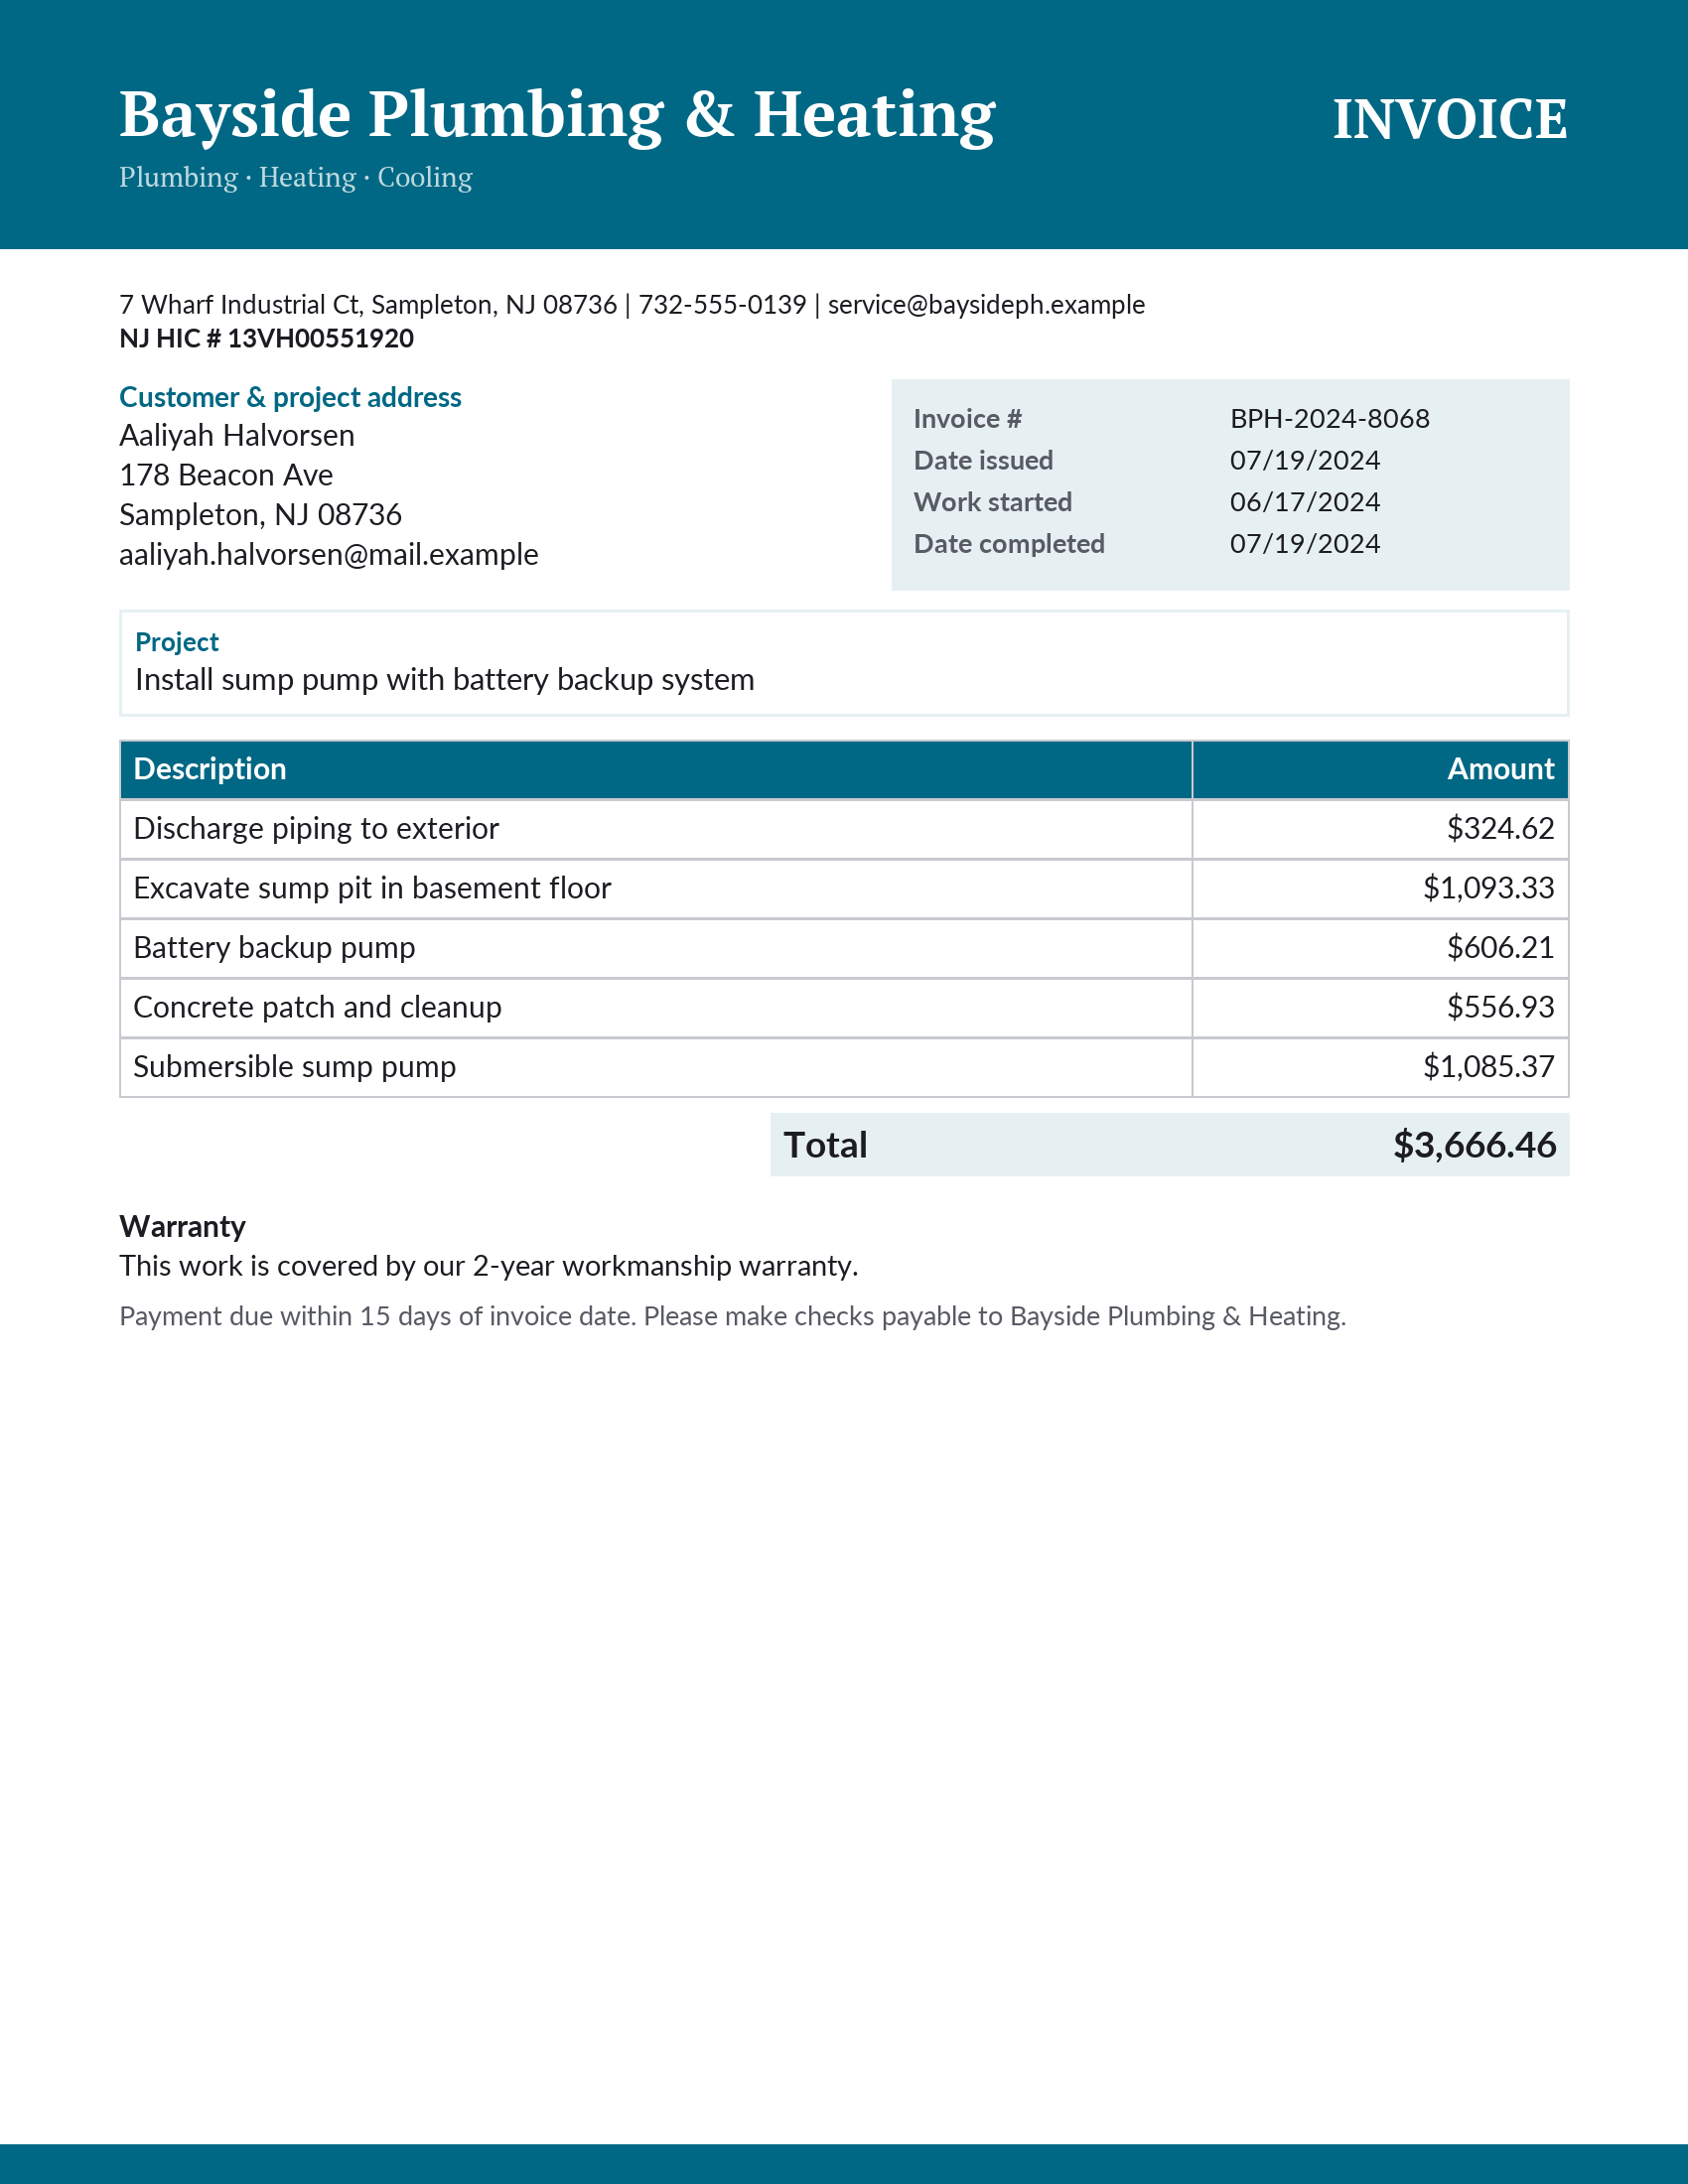 Bayside Plumbing & Heating
INVOICE
Plumbing · Heating · Cooling
7 Wharf Industrial Ct, Sampleton, NJ 08736 | 732-555-0139 | service@baysideph.example
NJ HIC # 13VH00551920
Customer & project address
Aaliyah Halvorsen
178 Beacon Ave
Sampleton, NJ 08736
aaliyah.halvorsen@mail.example
Invoice # BPH-2024-8068
Date issued 07/19/2024
Work started 06/17/2024
Date completed 07/19/2024
Project
Install sump pump with battery backup system
Description Amount
Discharge piping to exterior $324.62
Excavate sump pit in basement floor $1,093.33
Battery backup pump $606.21
Concrete patch and cleanup $556.93
Submersible sump pump $1,085.37
Total $3,666.46
Warranty
This work is covered by our 2-year workmanship warranty.
Payment due within 15 days of invoice date. Please make checks payable to Bayside Plumbing & Heating.